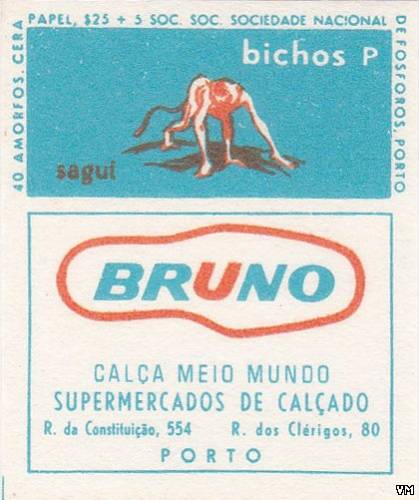 40 AMORFOS, CERA
PAPEL, $25 + 5 SOC. SOC. SOCIEDADE NACIONAL
DE FOSFOROS, PORTO
bichos P
sagui
BRUNO
CALÇA MEIO MUNDO
SUPERMERCADOS DE CALÇADO
R. da Constituição, 554 R. dos Clérigos, 80
PORTO
VM